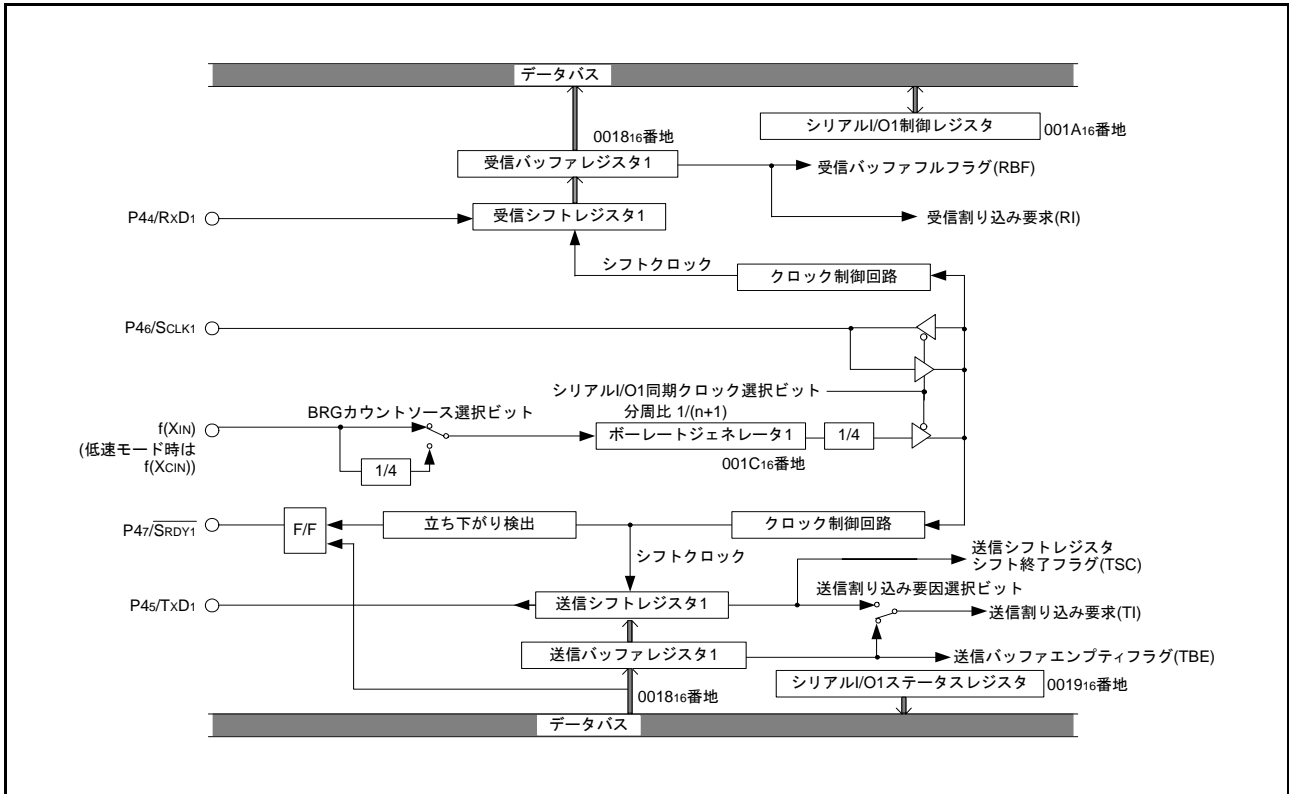 データバス
シリアルI/O1制御レジスタ
001A16番地
001816番地
受信バッファレジスタ1
受信バッファフルフラグ(RBF)
P44/RXD1
受信シフトレジスタ1
受信割り込み要求(RI)
シフトクロック
クロック制御回路
P46/SCLK1
シリアルI/O1同期クロック選択ビット
BRGカウントソース選択ビット
分周比 1/(n+1)
f(XIN)
(低速モード時は
f(XCIN))
ボーレートジェネレータ1
1/4
1/4
001C16番地
P47/SRDY1
F/F
立ち下がり検出
クロック制御回路
シフトクロック
送信シフトレジスタ
シフト終了フラグ(TSC)
送信割り込み要因選択ビット
P45/TXD1
送信シフトレジスタ1
送信割り込み要求(TI)
送信バッファレジスタ1
送信バッファエンプティフラグ(TBE)
001816番地
シリアルI/O1ステータスレジスタ
001916番地
データバス